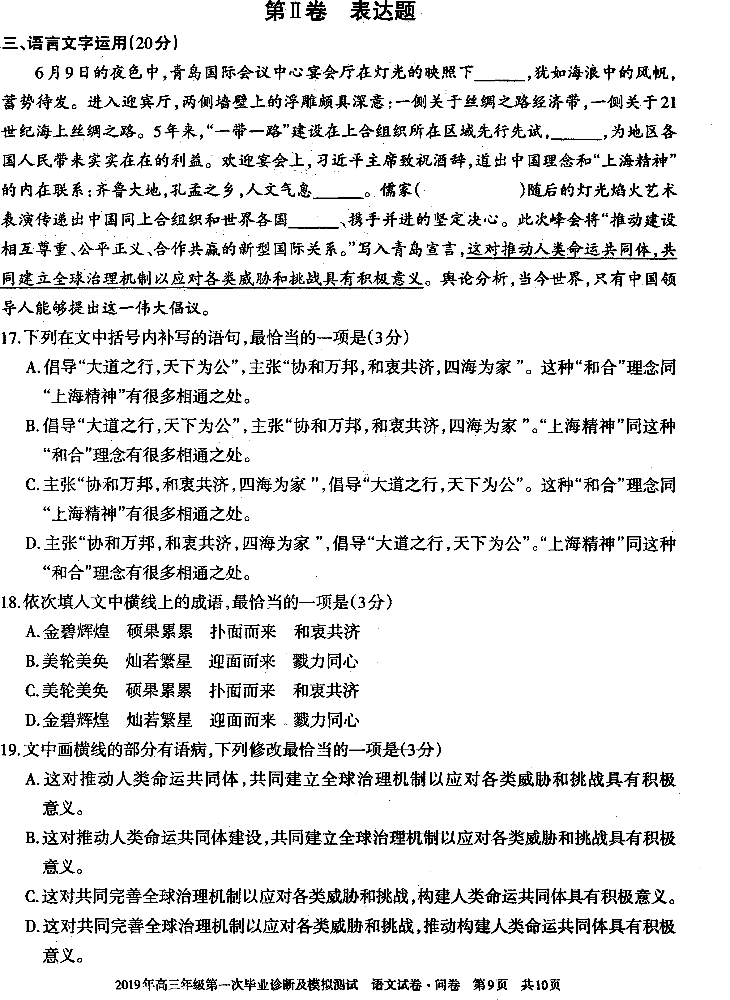 第Ⅱ卷　表达题
三、语言文字运用(20分)
6月9日的夜色中,青岛国际会议中心宴会厅在灯光的映照下______,犹如海浪中的风帆,
蓄势待发。进入迎宾厅,两侧墙壁上的浮雕颇具深意:一侧关于丝绸之路经济带,一侧关于21
世纪海上丝绸之路。5年来,“一带一路”建设在上合组织所在区域先行先试,______,为地区各
国人民带来实实在在的利益。欢迎宴会上,习近平主席致祝酒辞,道出中国理念和“上海精神”
的内在联系:齐鲁大地,孔孟之乡,人文气息______。儒家(　　　　　　)随后的灯光焰火艺术
表演传递出中国同上合组织和世界各国______、携手并进的坚定决心。此次峰会将“推动建设
相互尊重、公平正义、合作共赢的新型国际关系。”写入青岛宣言,这对推动人类命运共同体,共
同建立全球治理机制以应对各类威胁和挑战具有积极意义。舆论分析,当今世界,只有中国领
导人能够提出这一伟大倡议。
17.下列在文中括号内补写的语句,最恰当的一项是(3分)
A.倡导“大道之行,天下为公”,主张“协和万邦,和衷共济,四海为家”。这种“和合”理念同
“上海精神”有很多相通之处。
B.倡导“大道之行,天下为公”,主张“协和万邦,和衷共济,四海为家”。“上海精神”同这种
“和合”理念有很多相通之处。
C.主张“协和万邦,和衷共济,四海为家”,倡导“大道之行,天下为公”。这种“和合”理念同
“上海精神”有很多相通之处。
D.主张“协和万邦,和衷共济,四海为家”,倡导“大道之行,天下为公”。“上海精神”同这种
“和合”理念有很多相通之处。
18.依次填入文中横线上的成语,最恰当的一项是(3分)
A.金碧辉煌　硕果累累　扑面而来　和衷共济
B.美轮美奂　灿若繁星　迎面而来　戮力同心
C.美轮美奂　硕果累累　扑面而来　和衷共济
D.金碧辉煌　灿若繁星　迎面而来　戮力同心
19.文中画横线的部分有语病,下列修改最恰当的一项是(3分)
A.这对推动人类命运共同体,共同建立全球治理机制以应对各类威胁和挑战具有积极
意义。
B.这对推动人类命运共同体建设,共同建立全球治理机制以应对各类威胁和挑战具有积极
意义。
C.这对共同完善全球治理机制以应对各类威胁和挑战,构建人类命运共同体具有积极意义。
D.这对共同完善全球治理机制以应对各类威胁和挑战,推动构建人类命运共同体具有积极
意义。
2019年高三年级第一次毕业诊断及模拟测试　语文试卷·问卷　第9页　共10页